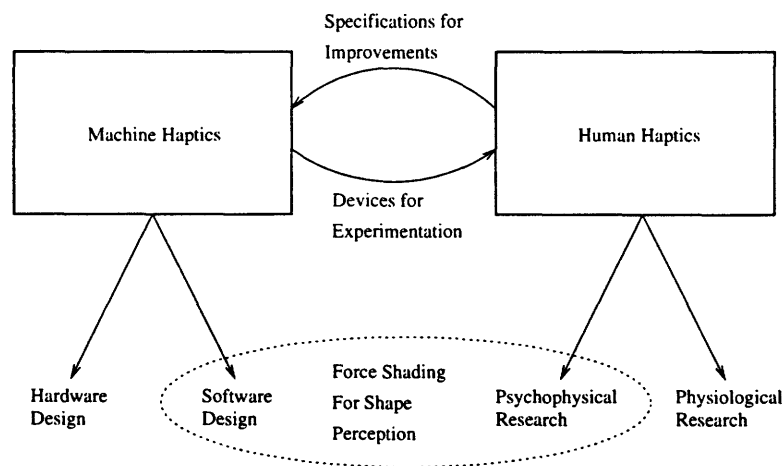 Specifications for
Improvements
Machine Haptics
Human Haptics
Devices for
Experimentation
Hardware
Design
Software
Design
Force Shading
For Shape
Perception
Psychophysical
Research
Physiological
Research